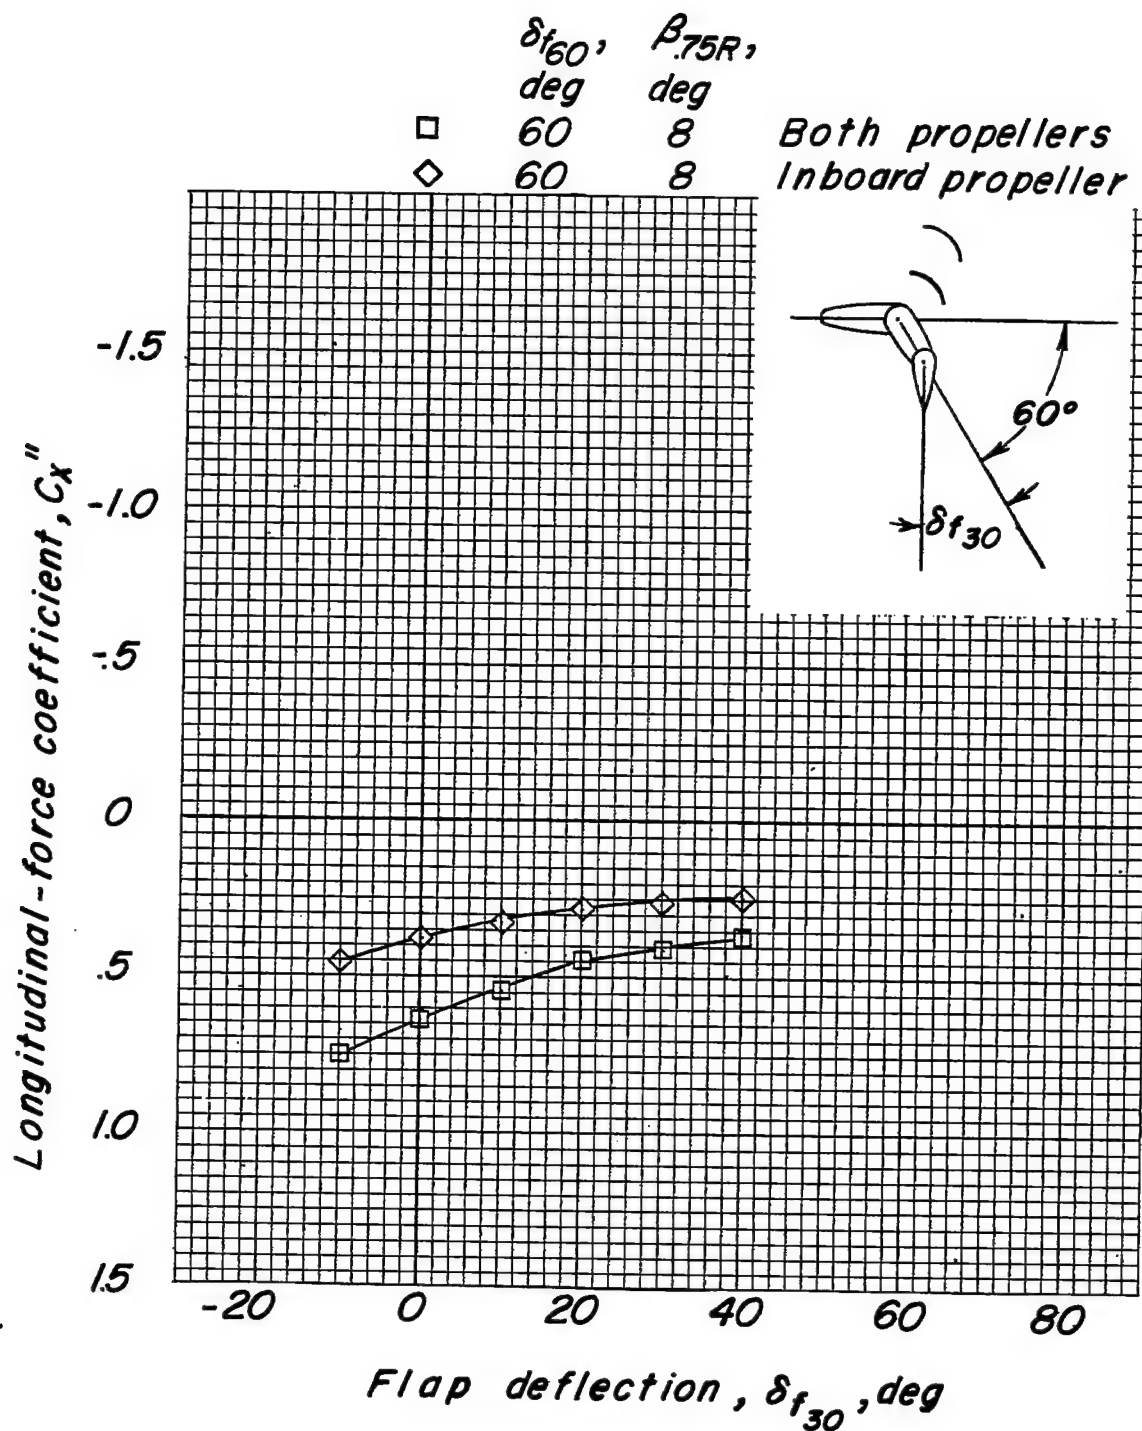 δf60, β.75R,
deg deg
□ 60 8 Both propellers
◇ 60 8 Inboard propeller
-1.5
-1.0
-.5
0
.5
1.0
1.5
Longitudinal-force coefficient, Cx"
60°
δf30
-20 0 20 40 60 80
Flap deflection, δf30, deg